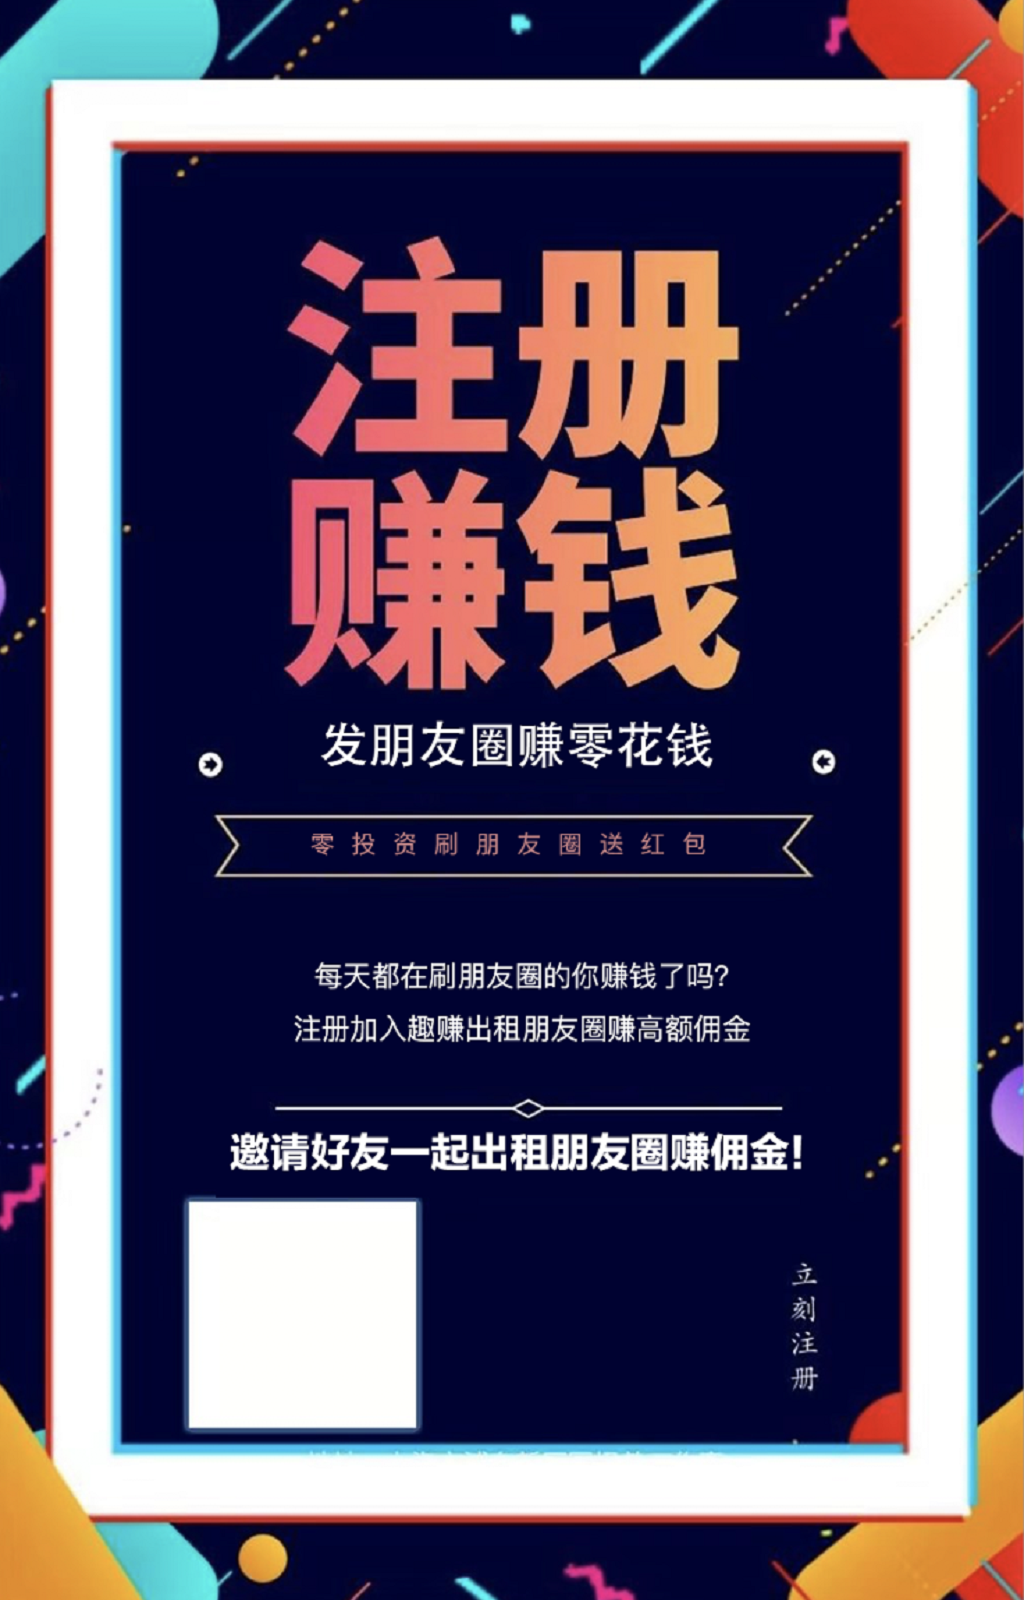 注册
赚钱
发朋友圈赚零花钱
零投资刷朋友圈送红包
每天都在刷朋友圈的你赚钱了吗?
注册加入趣赚出租朋友圈赚高额佣金
邀请好友一起出租朋友圈赚佣金!
立刻注册